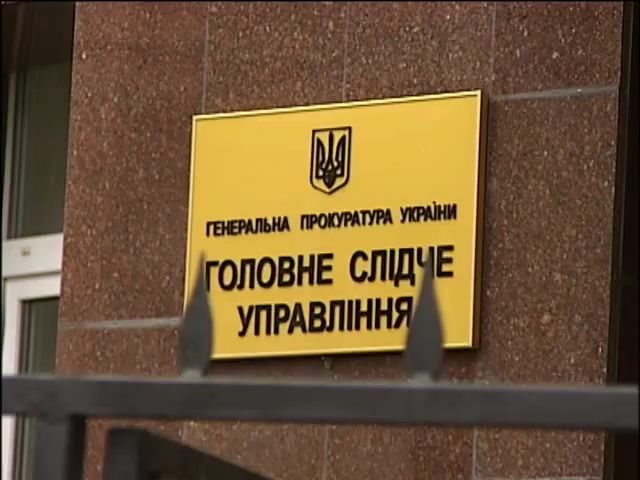 ГЕНЕРАЛЬНА ПРОКУРАТУРА УКРАЇНИ
ГОЛОВНЕ СЛІДЧЕ
УПРАВЛІННЯ